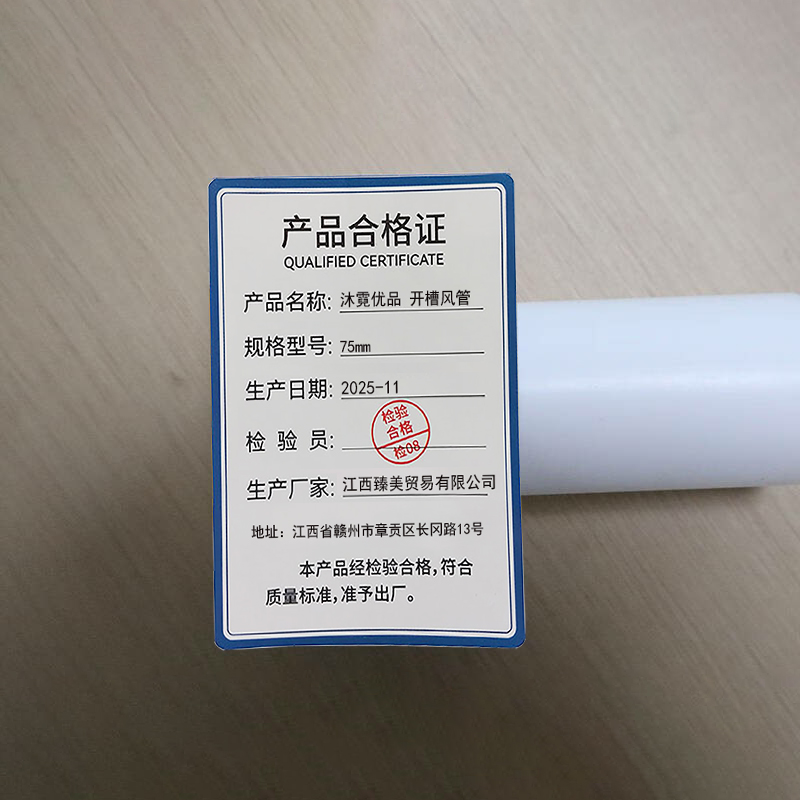 产品合格证
QUALIFIED CERTIFICATE
产品名称: 沐霓优品 开槽风管
规格型号: 75mm
生产日期: 2025-11
检 验 员:
检验
合格
检08
生产厂家: 江西臻美贸易有限公司
地址: 江西省赣州市章贡区长冈路13号
本产品经检验合格,符合
质量标准,准予出厂。